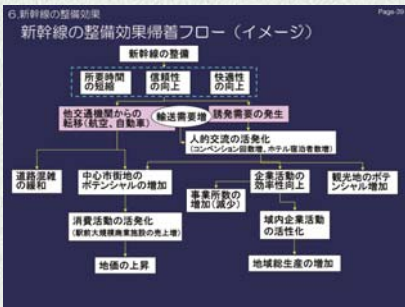 6.新幹線の整備効果
Page-39
新幹線の整備効果帰着フロー（イメージ）
新幹線の整備
所要時間
の短縮
信頼性
の向上
快適性
の向上
他交通機関からの
転移（航空、自動車）
輸送需要増
誘発需要の発生
人的交流の活発化
（コンベンション回数増、ホテル宿泊者数増）
道路混雑
の緩和
中心市街地の
ポテンシャルの増加
企業活動の
効率性向上
観光地のポテ
ンシャル増加
事業所数の
増加（減少）
消費活動の活発化
（駅前大規模商業施設の売上増）
域内企業活動
の活性化
地価の上昇
地域総生産の増加